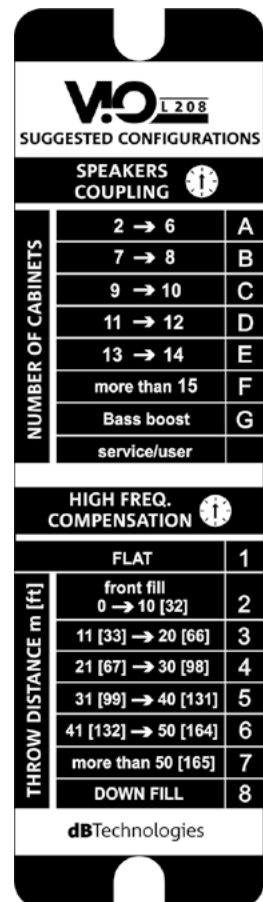 VIO L 208
SUGGESTED CONFIGURATIONS
SPEAKERS
COUPLING
NUMBER OF CABINETS
2 → 6 A
7 → 8 B
9 → 10 C
11 → 12 D
13 → 14 E
more than 15 F
Bass boost G
service/user
HIGH FREQ.
COMPENSATION
FLAT 1
THROW DISTANCE m [ft]
front fill
0 → 10 [32] 2
11 [33] → 20 [66] 3
21 [67] → 30 [98] 4
31 [99] → 40 [131] 5
41 [132] → 50 [164] 6
more than 50 [165] 7
DOWN FILL 8
dBTechnologies